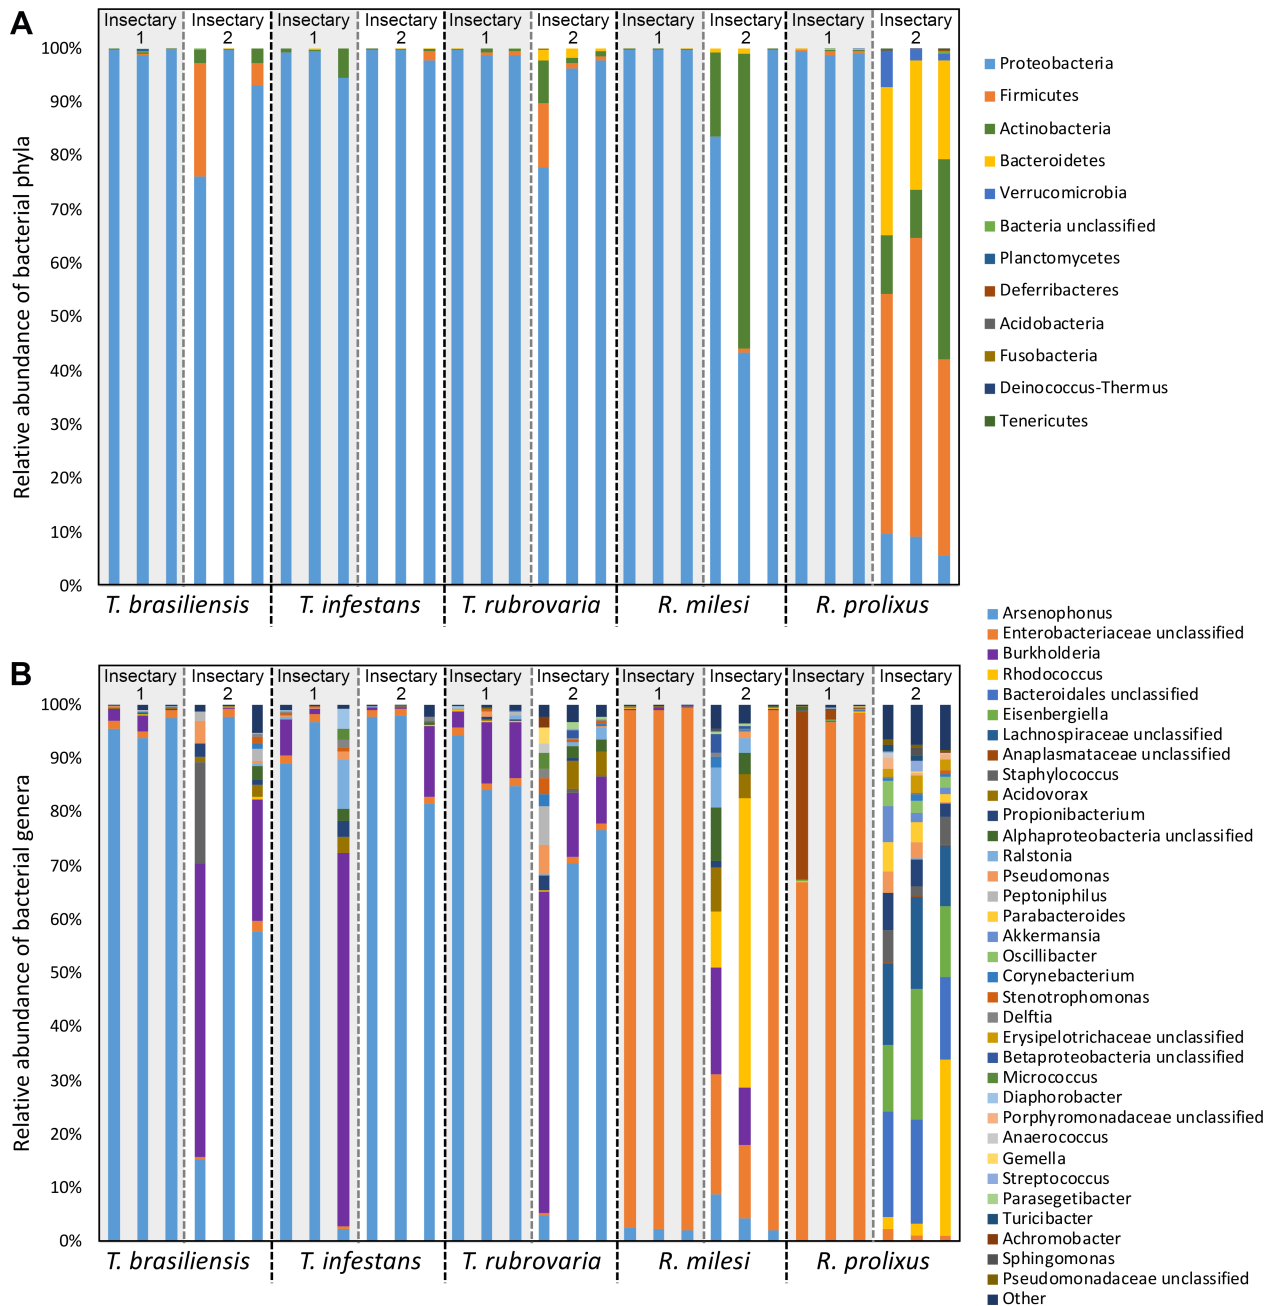 A
Insectary 1
Insectary 2
Insectary 1
Insectary 2
Insectary 1
Insectary 2
Insectary 1
Insectary 2
Insectary 1
Insectary 2
Relative abundance of bacterial phyla
100%
90%
80%
70%
60%
50%
40%
30%
20%
10%
0%
T. brasiliensis
T. infestans
T. rubrovaria
R. milesi
R. prolixus
Proteobacteria
Firmicutes
Actinobacteria
Bacteroidetes
Verrucomicrobia
Bacteria unclassified
Planctomycetes
Deferribacteres
Acidobacteria
Fusobacteria
Deinococcus-Thermus
Tenericutes
B
Insectary 1
Insectary 2
Insectary 1
Insectary 2
Insectary 1
Insectary 2
Insectary 1
Insectary 2
Insectary 1
Insectary 2
Relative abundance of bacterial genera
100%
90%
80%
70%
60%
50%
40%
30%
20%
10%
0%
T. brasiliensis
T. infestans
T. rubrovaria
R. milesi
R. prolixus
Arsenophonus
Enterobacteriaceae unclassified
Burkholderia
Rhodococcus
Bacteroidales unclassified
Eisenbergiella
Lachnospiraceae unclassified
Anaplasmataceae unclassified
Staphylococcus
Acidovorax
Propionibacterium
Alphaproteobacteria unclassified
Ralstonia
Pseudomonas
Peptoniphilus
Parabacteroides
Akkermansia
Oscillibacter
Corynebacterium
Stenotrophomonas
Delftia
Erysipelotrichaceae unclassified
Betaproteobacteria unclassified
Micrococcus
Diaphorobacter
Porphyromonadaceae unclassified
Anaerococcus
Gemella
Streptococcus
Parasegetibacter
Turicibacter
Achromobacter
Sphingomonas
Pseudomonadaceae unclassified
Other